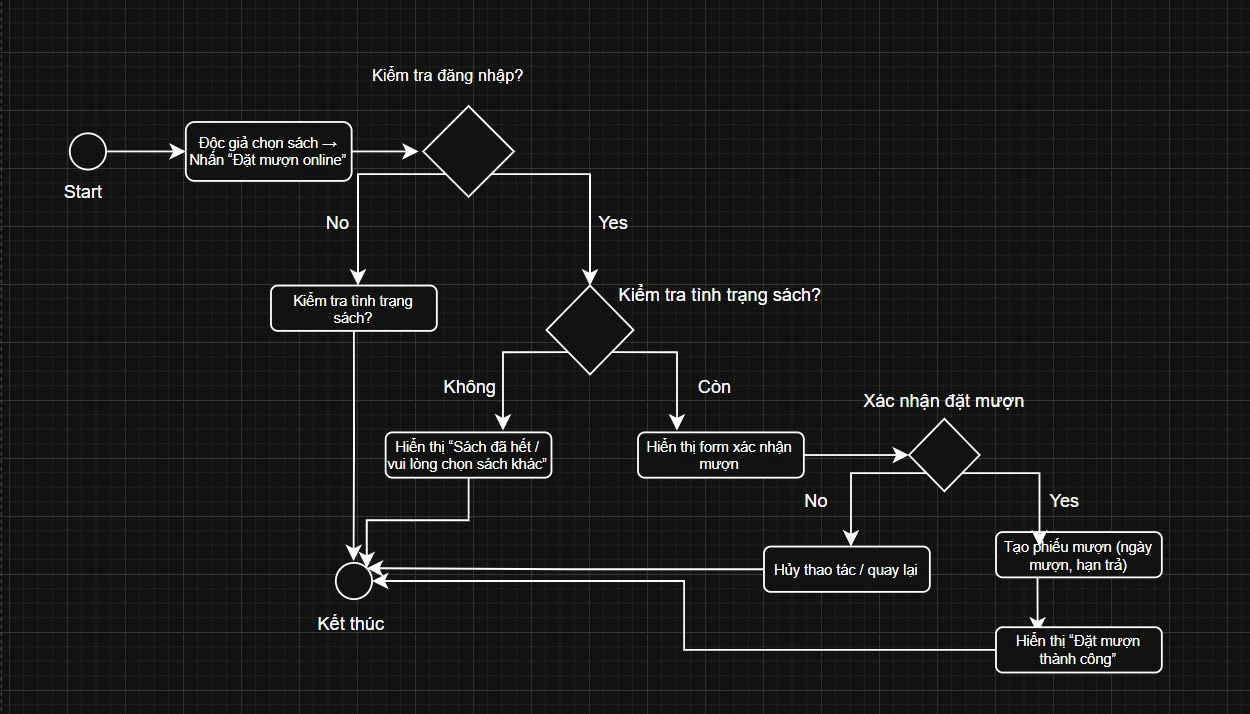 Kiểm tra đăng nhập?
Độc giả chọn sách →
Nhấn “Đặt mượn online”
Start
No
Yes
Kiểm tra tình trạng
sách?
Kiểm tra tình trạng sách?
Không
Còn
Xác nhận đặt mượn
Hiển thị “Sách đã hết /
vui lòng chọn sách khác”
Hiển thị form xác nhận
mượn
No
Yes
Tạo phiếu mượn (ngày
mượn, hạn trả)
Hủy thao tác / quay lại
Kết thúc
Hiển thị “Đặt mượn
thành công”